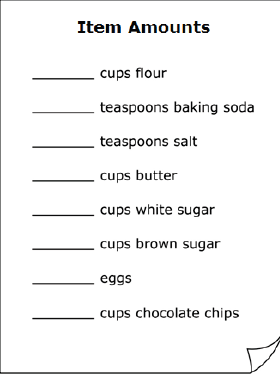 Item Amounts
________ cups flour
________ teaspoons baking soda
________ teaspoons salt
________ cups butter
________ cups white sugar
________ cups brown sugar
________ eggs
________ cups chocolate chips